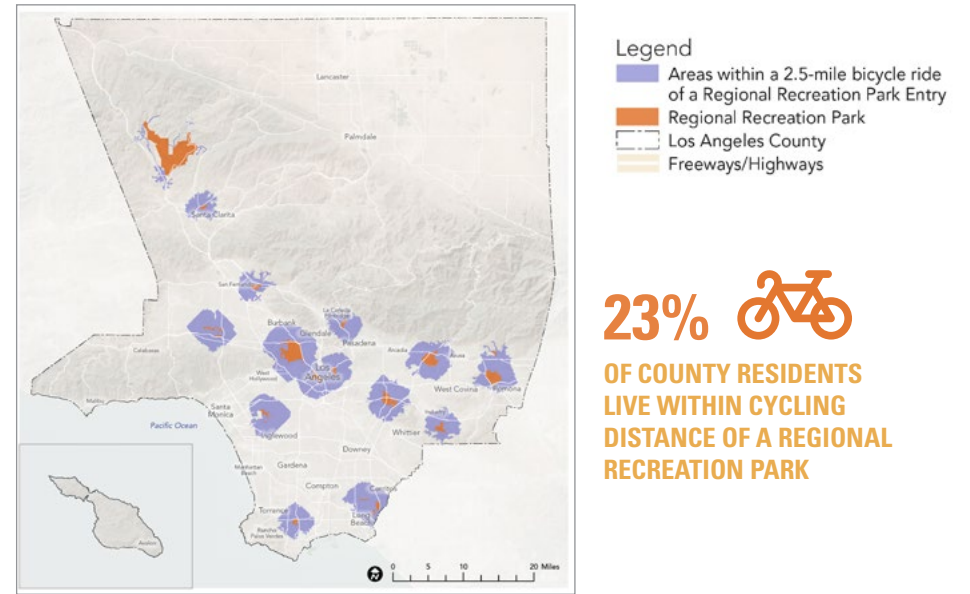 Lancaster
Palmdale
Santa Clarita
San Fernando
La Cañada
Flintridge
Burbank
Glendale
Pasadena
Calabasas
Arcadia
Azusa
Los
Angeles
West
Hollywood
West Covina
Pomona
Malibu
Santa
Monica
Pacific Ocean
Inglewood
Whittier
Downey
Manhattan
Beach
Gardena
Compton
Cerritos
Torrance
Long
Beach
Rancho
Palos Verdes
Avalon
0 5 10 20 Miles
Legend
Areas within a 2.5-mile bicycle ride
of a Regional Recreation Park Entry
Regional Recreation Park
Los Angeles County
Freeways/Highways
23%
OF COUNTY RESIDENTS
LIVE WITHIN CYCLING
DISTANCE OF A REGIONAL
RECREATION PARK